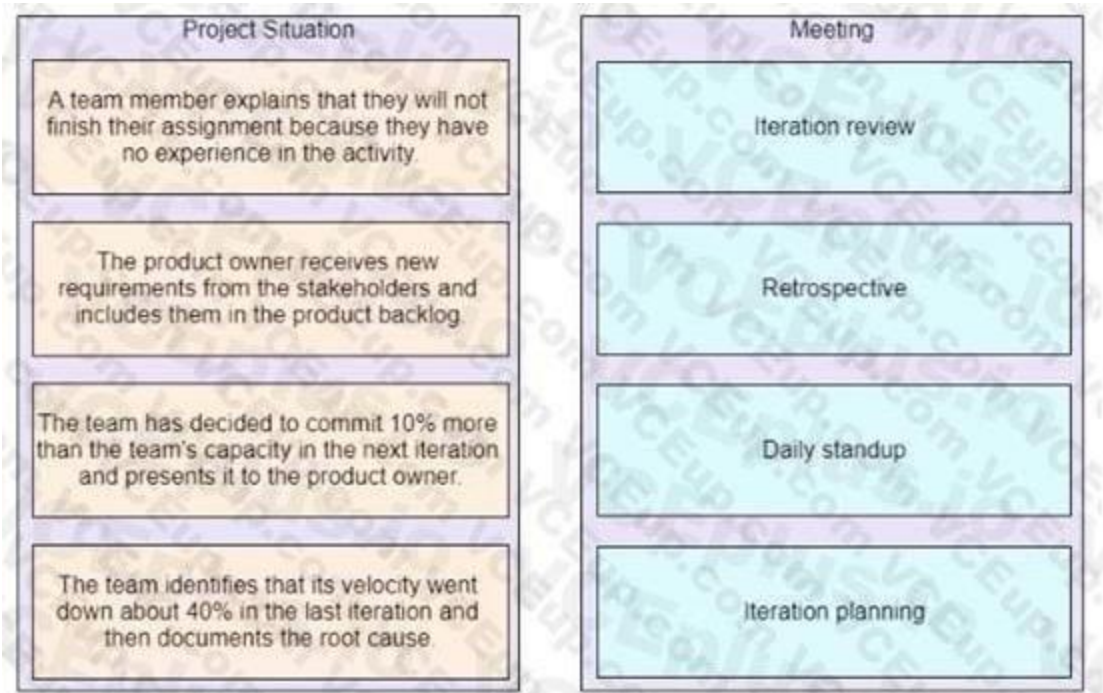 Project Situation
A team member explains that they will not
finish their assignment because they have
no experience in the activity.
The product owner receives new
requirements from the stakeholders and
includes them in the product backlog.
The team has decided to commit 10% more
than the team's capacity in the next iteration
and presents it to the product owner.
The team identifies that its velocity went
down about 40% in the last iteration and
then documents the root cause.
Meeting
Iteration review
Retrospective
Daily standup
Iteration planning